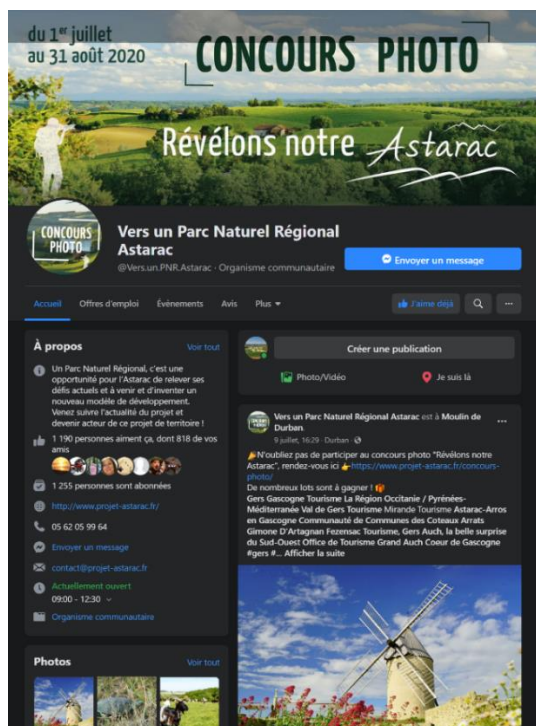 du 1er juillet
au 31 août 2020
CONCOURS PHOTO
Révélons notre Astarac
CONCOURS
PHOTO
Vers un Parc Naturel Régional
Astarac
@Vers.un.PNR.Astarac · Organisme communautaire
Envoyer un message
Accueil Offres d'emploi Évènements Avis Plus
J'aime déjà
À propos Voir tout
Un Parc Naturel Régional, c'est une
opportunité pour l'Astarac de relever ses
défis actuels et à venir et d'inventer un
nouveau modèle de développement.
Venez suivre l'actualité du projet et
devenir acteur de ce projet de territoire !
1 190 personnes aiment ça, dont 818 de vos
amis
1 255 personnes sont abonnées
http://www.projet-astarac.fr/
05 62 05 99 64
Envoyer un message
contact@projet-astarac.fr
Actuellement ouvert
09:00 - 12:30
Organisme communautaire
Photos Voir tout
Créer une publication
Photo/Vidéo Je suis là
Vers un Parc Naturel Régional Astarac est à Moulin de
Durban.
9 juillet, 16:29 · Durban ·
N'oubliez pas de participer au concours photo "Révélons notre
Astarac", rendez-vous ici https://www.projet-astarac.fr/concours-
photo/
De nombreux lots sont à gagner !
Gers Gascogne Tourisme La Région Occitanie / Pyrénées-
Méditerranée Val de Gers Tourisme Mirande Tourisme Astarac-Arros
en Gascogne Communauté de Communes des Coteaux Arrats
Gimone D'Artagnan Fezensac Tourisme, Gers Auch, la belle surprise
du Sud-Ouest Office de Tourisme Grand Auch Coeur de Gascogne
#gers #... Afficher la suite